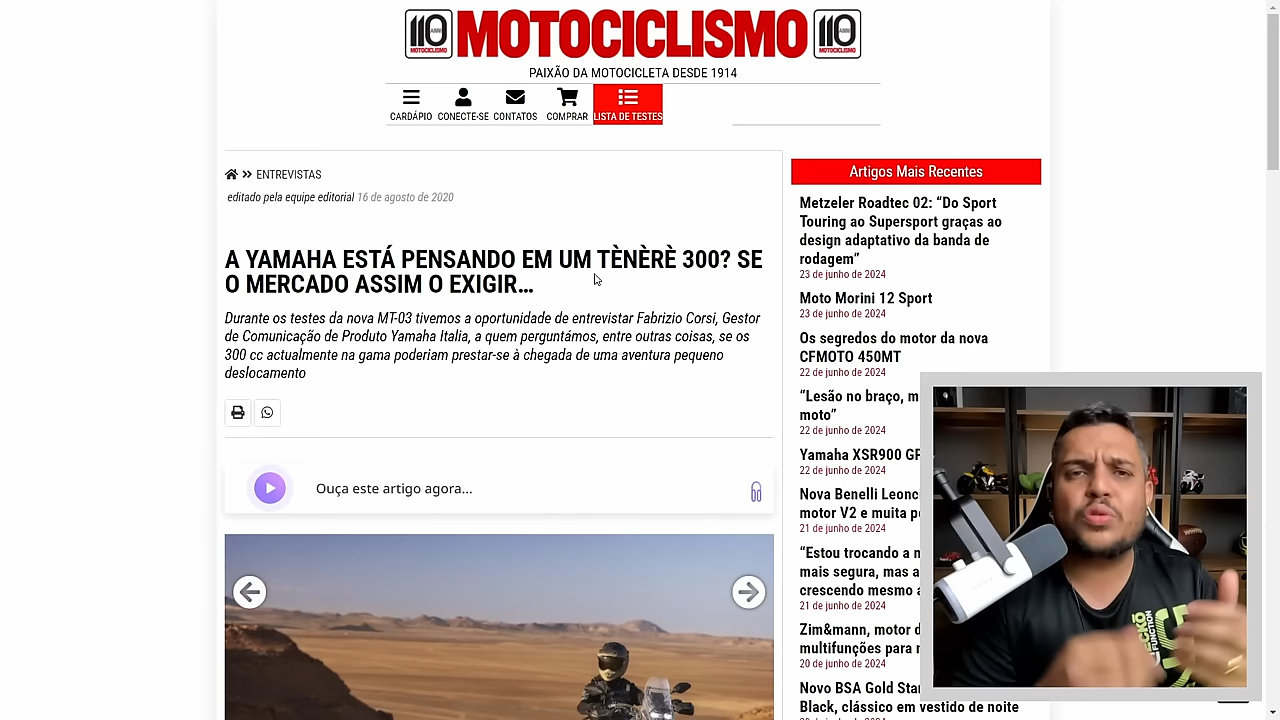 110
ANNI
MOTOCICLISMO
MOTOCICLISMO
110
ANNI
MOTOCICLISMO
PAIXÃO DA MOTOCICLETA DESDE 1914
CARDÁPIO CONECTE-SE CONTATOS COMPRAR LISTA DE TESTES
ENTREVISTAS
editado pela equipe editorial 16 de agosto de 2020
A YAMAHA ESTÁ PENSANDO EM UM TÈNÈRÈ 300? SE
O MERCADO ASSIM O EXIGIR...
Durante os testes da nova MT-03 tivemos a oportunidade de entrevistar Fabrizio Corsi, Gestor
de Comunicação de Produto Yamaha Italia, a quem perguntámos, entre outras coisas, se os
300 cc actualmente na gama poderiam prestar-se à chegada de uma aventura pequeno
deslocamento
Ouça este artigo agora...
Artigos Mais Recentes
Metzeler Roadtec 02: “Do Sport
Touring ao Supersport graças ao
design adaptativo da banda de
rodagem”
23 de junho de 2024
Moto Morini 12 Sport
23 de junho de 2024
Os segredos do motor da nova
CFMOTO 450MT
22 de junho de 2024
“Lesão no braço, m
moto”
22 de junho de 2024
Yamaha XSR900 GP
22 de junho de 2024
Nova Benelli Leonc
motor V2 e muita p
21 de junho de 2024
“Estou trocando a m
mais segura, mas a
crescendo mesmo a
21 de junho de 2024
Zim&mann, motor d
multifunções para m
20 de junho de 2024
Novo BSA Gold Star
Black, clássico em vestido de noite